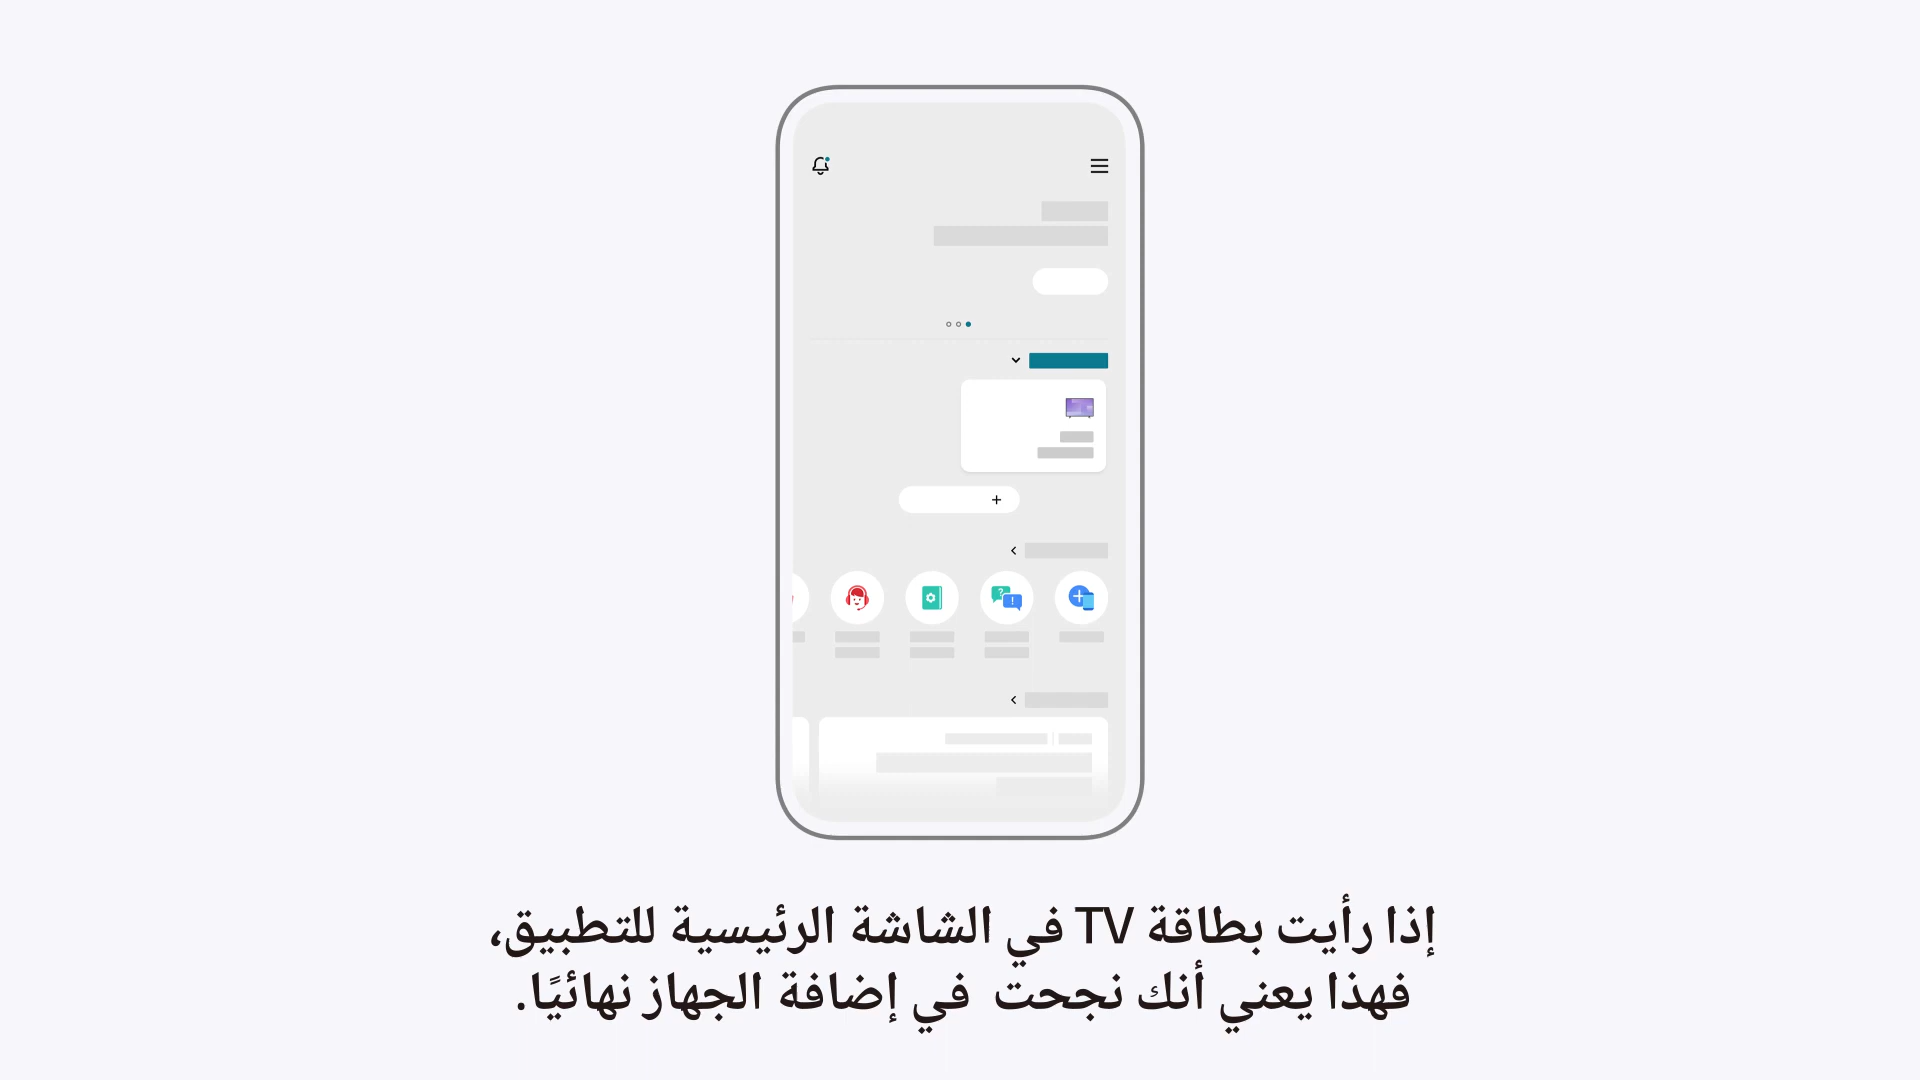 إذا رأيت بطاقة TV في الشاشة الرئيسية للتطبيق،
فهذا يعني أنك نجحت في إضافة الجهاز نهائيًا.